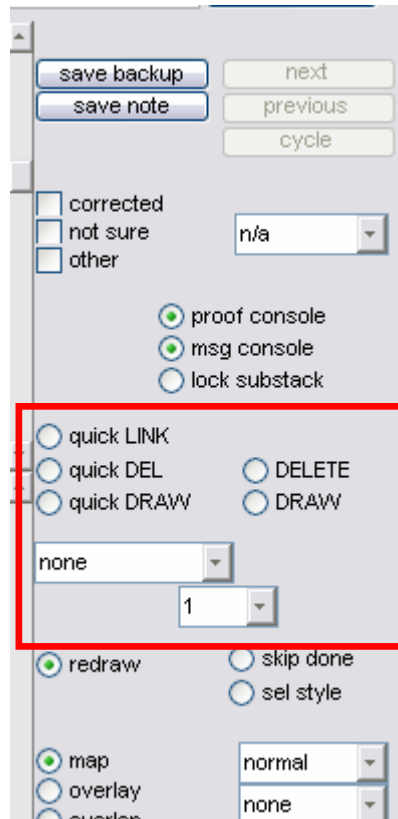 save backup next
save note previous
cycle
corrected
not sure n/a
other
proof console
msg console
lock substack
quick LINK
quick DEL DELETE
quick DRAW DRAW
none
1
redraw skip done
sel style
map normal
overlay
none
overlap